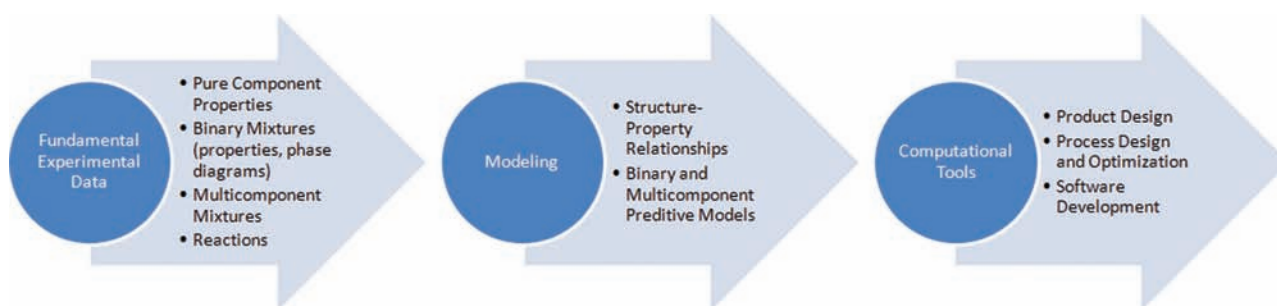 Fundamental
Experimental
Data
• Pure Component
Properties
• Binary Mixtures
(properties, phase
diagrams)
• Multicomponent
Mixtures
• Reactions
Modeling
• Structure-
Property
Relationships
• Binary and
Multicomponent
Preditive Models
Computational
Tools
• Product Design
• Process Design
and Optimization
• Software
Development